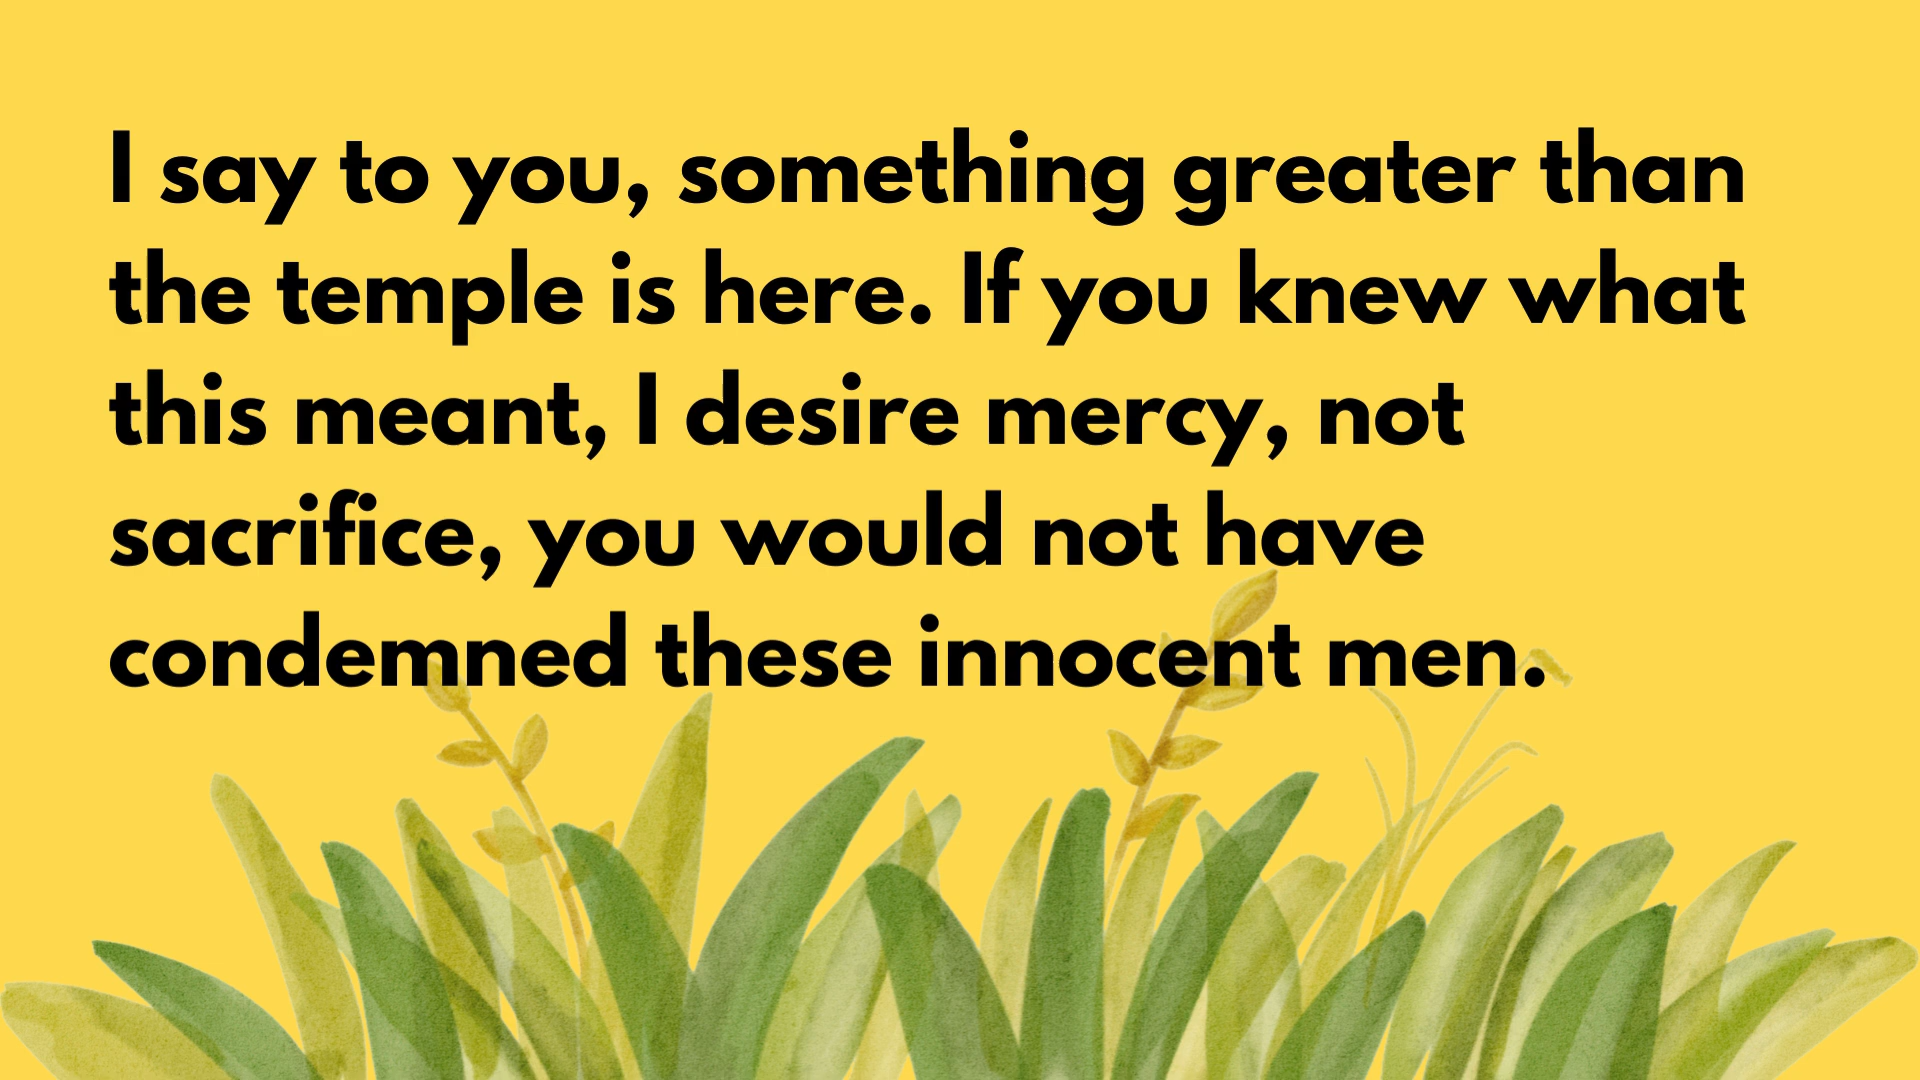 I say to you, something greater than
the temple is here. If you knew what
this meant, I desire mercy, not
sacrifice, you would not have
condemned these innocent men.